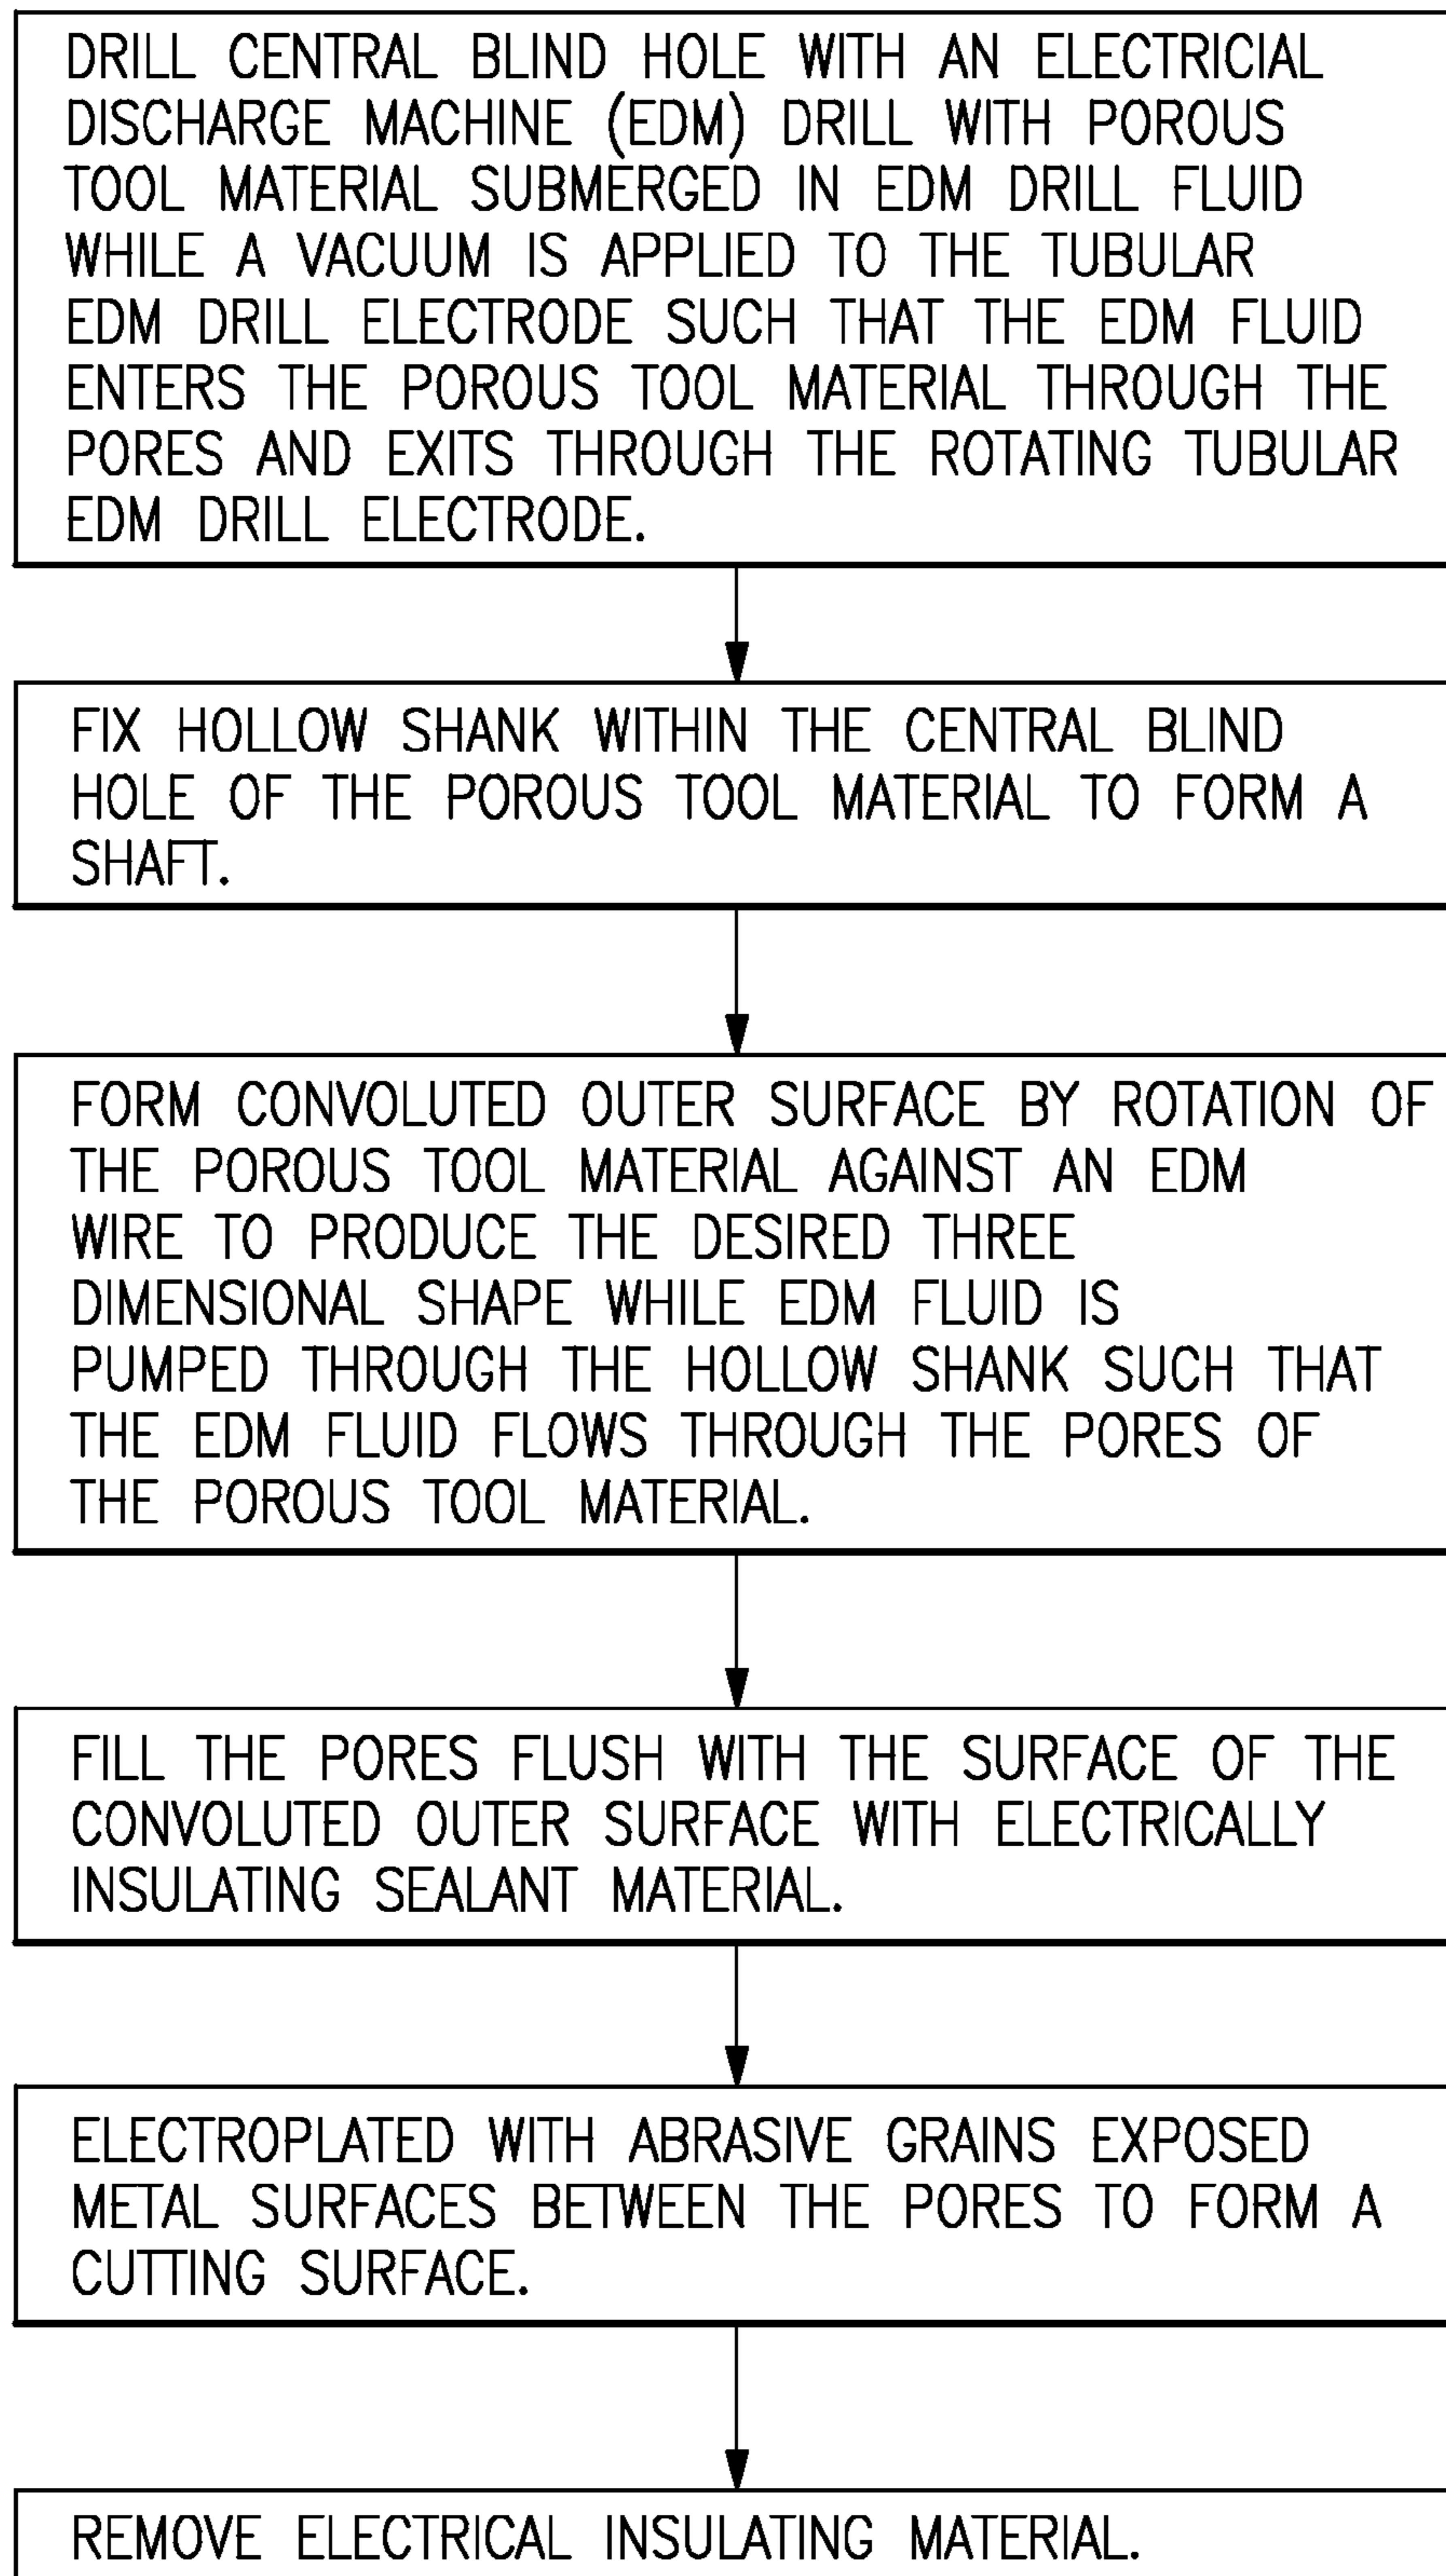 DRILL CENTRAL BLIND HOLE WITH AN ELECTRICIAL
DISCHARGE MACHINE (EDM) DRILL WITH POROUS
TOOL MATERIAL SUBMERGED IN EDM DRILL FLUID
WHILE A VACUUM IS APPLIED TO THE TUBULAR
EDM DRILL ELECTRODE SUCH THAT THE EDM FLUID
ENTERS THE POROUS TOOL MATERIAL THROUGH THE
PORES AND EXITS THROUGH THE ROTATING TUBULAR
EDM DRILL ELECTRODE.
FIX HOLLOW SHANK WITHIN THE CENTRAL BLIND
HOLE OF THE POROUS TOOL MATERIAL TO FORM A
SHAFT.
FORM CONVOLUTED OUTER SURFACE BY ROTATION OF
THE POROUS TOOL MATERIAL AGAINST AN EDM
WIRE TO PRODUCE THE DESIRED THREE
DIMENSIONAL SHAPE WHILE EDM FLUID IS
PUMPED THROUGH THE HOLLOW SHANK SUCH THAT
THE EDM FLUID FLOWS THROUGH THE PORES OF
THE POROUS TOOL MATERIAL.
FILL THE PORES FLUSH WITH THE SURFACE OF THE
CONVOLUTED OUTER SURFACE WITH ELECTRICALLY
INSULATING SEALANT MATERIAL.
ELECTROPLATED WITH ABRASIVE GRAINS EXPOSED
METAL SURFACES BETWEEN THE PORES TO FORM A
CUTTING SURFACE.
REMOVE ELECTRICAL INSULATING MATERIAL.